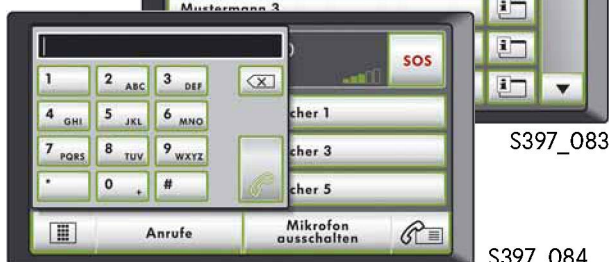 Mustermann 3
SOS
1
2 ABC
3 DEF
4 GHI
5 JKL
6 MNO
7 PQRS
8 TUV
9 WXYZ
*
0 +
#
cher 1
cher 3
cher 5
Anrufe
Mikrofon
ausschalten
S397_083
S397_084